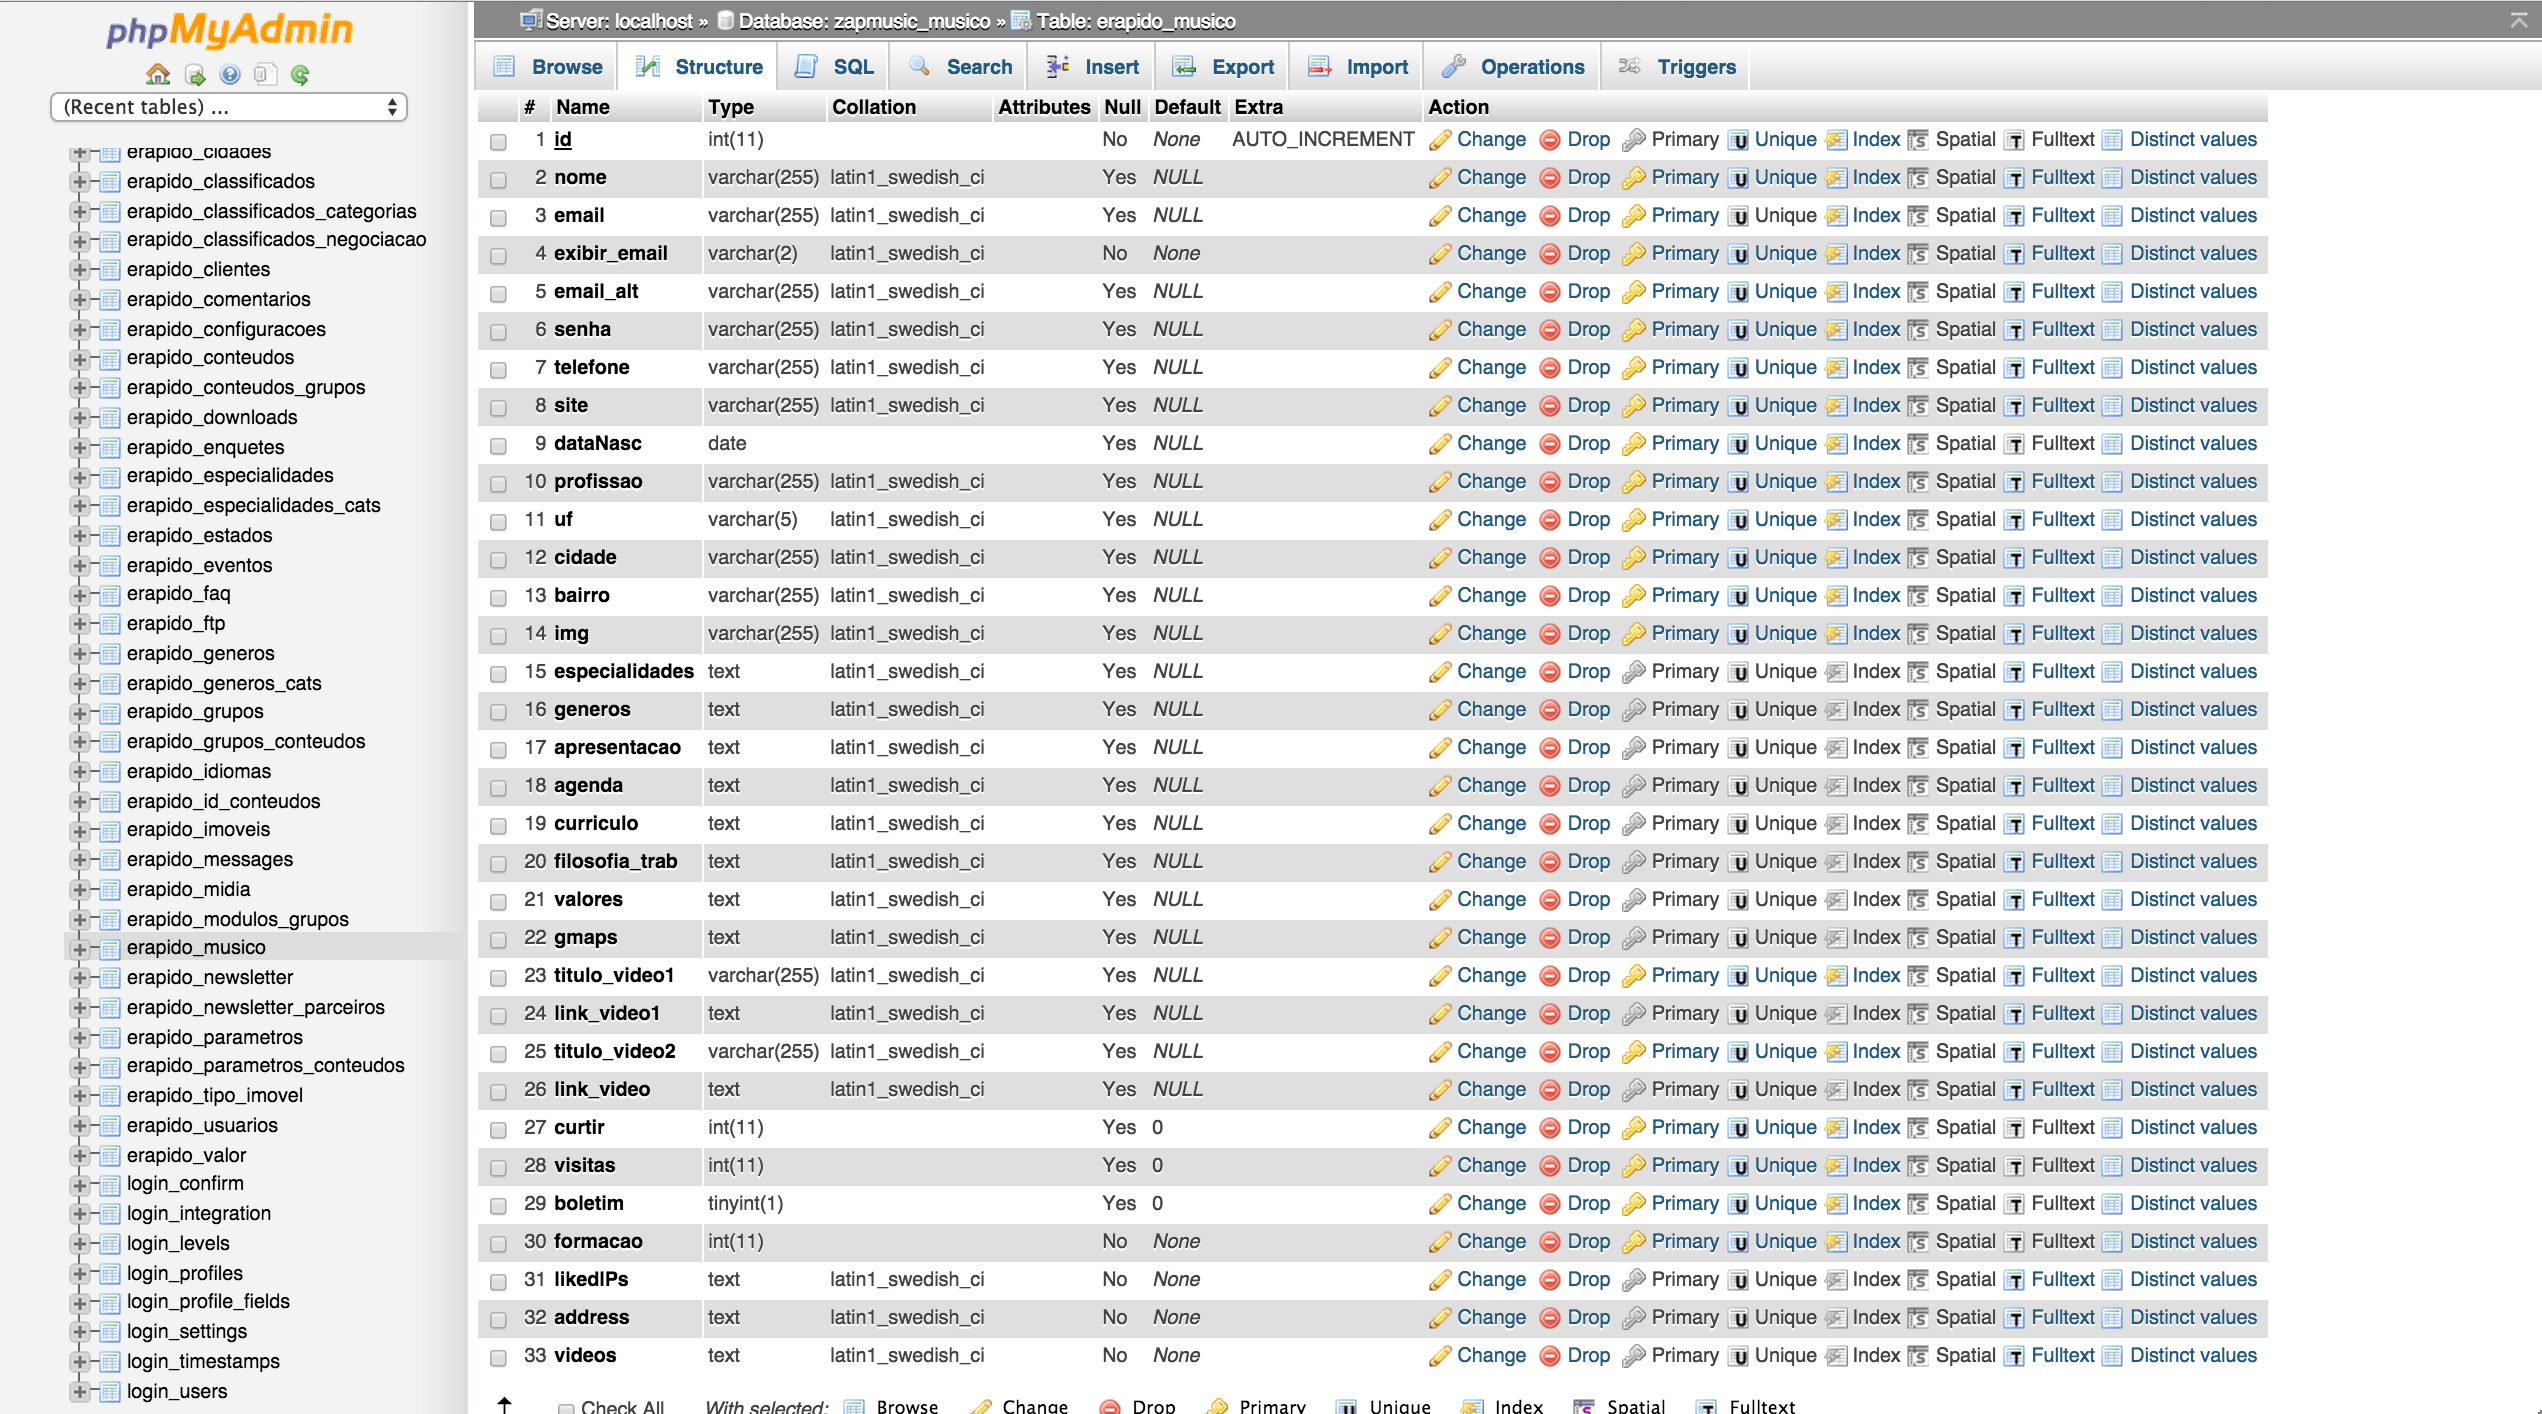 phpMyAdmin
(Recent tables) ...
erapido_cidades
erapido_classificados
erapido_classificados_categorias
erapido_classificados_negociacao
erapido_clientes
erapido_comentarios
erapido_configuracoes
erapido_conteudos
erapido_conteudos_grupos
erapido_downloads
erapido_enquetes
erapido_especialidades
erapido_especialidades_cats
erapido_estados
erapido_eventos
erapido_faq
erapido_ftp
erapido_generos
erapido_generos_cats
erapido_grupos
erapido_grupos_conteudos
erapido_idiomas
erapido_id_conteudos
erapido_imoveis
erapido_messages
erapido_midia
erapido_modulos_grupos
erapido_musico
erapido_newsletter
erapido_newsletter_parceiros
erapido_parametros
erapido_parametros_conteudos
erapido_tipo_imovel
erapido_usuarios
erapido_valor
login_confirm
login_integration
login_levels
login_profiles
login_profile_fields
login_settings
login_timestamps
login_users
Server: localhost » Database: zapmusic_musico » Table: erapido_musico
Browse Structure SQL Search Insert Export Import Operations Triggers
# Name Type Collation Attributes Null Default Extra Action
1 id int(11) No None AUTO_INCREMENT Change Drop Primary Unique Index Spatial Fulltext Distinct values
2 nome varchar(255) latin1_swedish_ci Yes NULL Change Drop Primary Unique Index Spatial Fulltext Distinct values
3 email varchar(255) latin1_swedish_ci Yes NULL Change Drop Primary Unique Index Spatial Fulltext Distinct values
4 exibir_email varchar(2) latin1_swedish_ci No None Change Drop Primary Unique Index Spatial Fulltext Distinct values
5 email_alt varchar(255) latin1_swedish_ci Yes NULL Change Drop Primary Unique Index Spatial Fulltext Distinct values
6 senha varchar(255) latin1_swedish_ci Yes NULL Change Drop Primary Unique Index Spatial Fulltext Distinct values
7 telefone varchar(255) latin1_swedish_ci Yes NULL Change Drop Primary Unique Index Spatial Fulltext Distinct values
8 site varchar(255) latin1_swedish_ci Yes NULL Change Drop Primary Unique Index Spatial Fulltext Distinct values
9 dataNasc date Yes NULL Change Drop Primary Unique Index Spatial Fulltext Distinct values
10 profissao varchar(255) latin1_swedish_ci Yes NULL Change Drop Primary Unique Index Spatial Fulltext Distinct values
11 uf varchar(5) latin1_swedish_ci Yes NULL Change Drop Primary Unique Index Spatial Fulltext Distinct values
12 cidade varchar(255) latin1_swedish_ci Yes NULL Change Drop Primary Unique Index Spatial Fulltext Distinct values
13 bairro varchar(255) latin1_swedish_ci Yes NULL Change Drop Primary Unique Index Spatial Fulltext Distinct values
14 img varchar(255) latin1_swedish_ci Yes NULL Change Drop Primary Unique Index Spatial Fulltext Distinct values
15 especialidades text latin1_swedish_ci Yes NULL Change Drop Primary Unique Index Spatial Fulltext Distinct values
16 generos text latin1_swedish_ci Yes NULL Change Drop Primary Unique Index Spatial Fulltext Distinct values
17 apresentacao text latin1_swedish_ci Yes NULL Change Drop Primary Unique Index Spatial Fulltext Distinct values
18 agenda text latin1_swedish_ci Yes NULL Change Drop Primary Unique Index Spatial Fulltext Distinct values
19 curriculo text latin1_swedish_ci Yes NULL Change Drop Primary Unique Index Spatial Fulltext Distinct values
20 filosofia_trab text latin1_swedish_ci Yes NULL Change Drop Primary Unique Index Spatial Fulltext Distinct values
21 valores text latin1_swedish_ci Yes NULL Change Drop Primary Unique Index Spatial Fulltext Distinct values
22 gmaps text latin1_swedish_ci Yes NULL Change Drop Primary Unique Index Spatial Fulltext Distinct values
23 titulo_video1 varchar(255) latin1_swedish_ci Yes NULL Change Drop Primary Unique Index Spatial Fulltext Distinct values
24 link_video1 text latin1_swedish_ci Yes NULL Change Drop Primary Unique Index Spatial Fulltext Distinct values
25 titulo_video2 varchar(255) latin1_swedish_ci Yes NULL Change Drop Primary Unique Index Spatial Fulltext Distinct values
26 link_video text latin1_swedish_ci Yes NULL Change Drop Primary Unique Index Spatial Fulltext Distinct values
27 curtir int(11) Yes 0 Change Drop Primary Unique Index Spatial Fulltext Distinct values
28 visitas int(11) Yes 0 Change Drop Primary Unique Index Spatial Fulltext Distinct values
29 boletim tinyint(1) Yes 0 Change Drop Primary Unique Index Spatial Fulltext Distinct values
30 formacao int(11) No None Change Drop Primary Unique Index Spatial Fulltext Distinct values
31 likedIPs text latin1_swedish_ci No None Change Drop Primary Unique Index Spatial Fulltext Distinct values
32 address text latin1_swedish_ci No None Change Drop Primary Unique Index Spatial Fulltext Distinct values
33 videos text latin1_swedish_ci No None Change Drop Primary Unique Index Spatial Fulltext Distinct values
Check All With selected: Browse Change Drop Primary Unique Index Spatial Fulltext